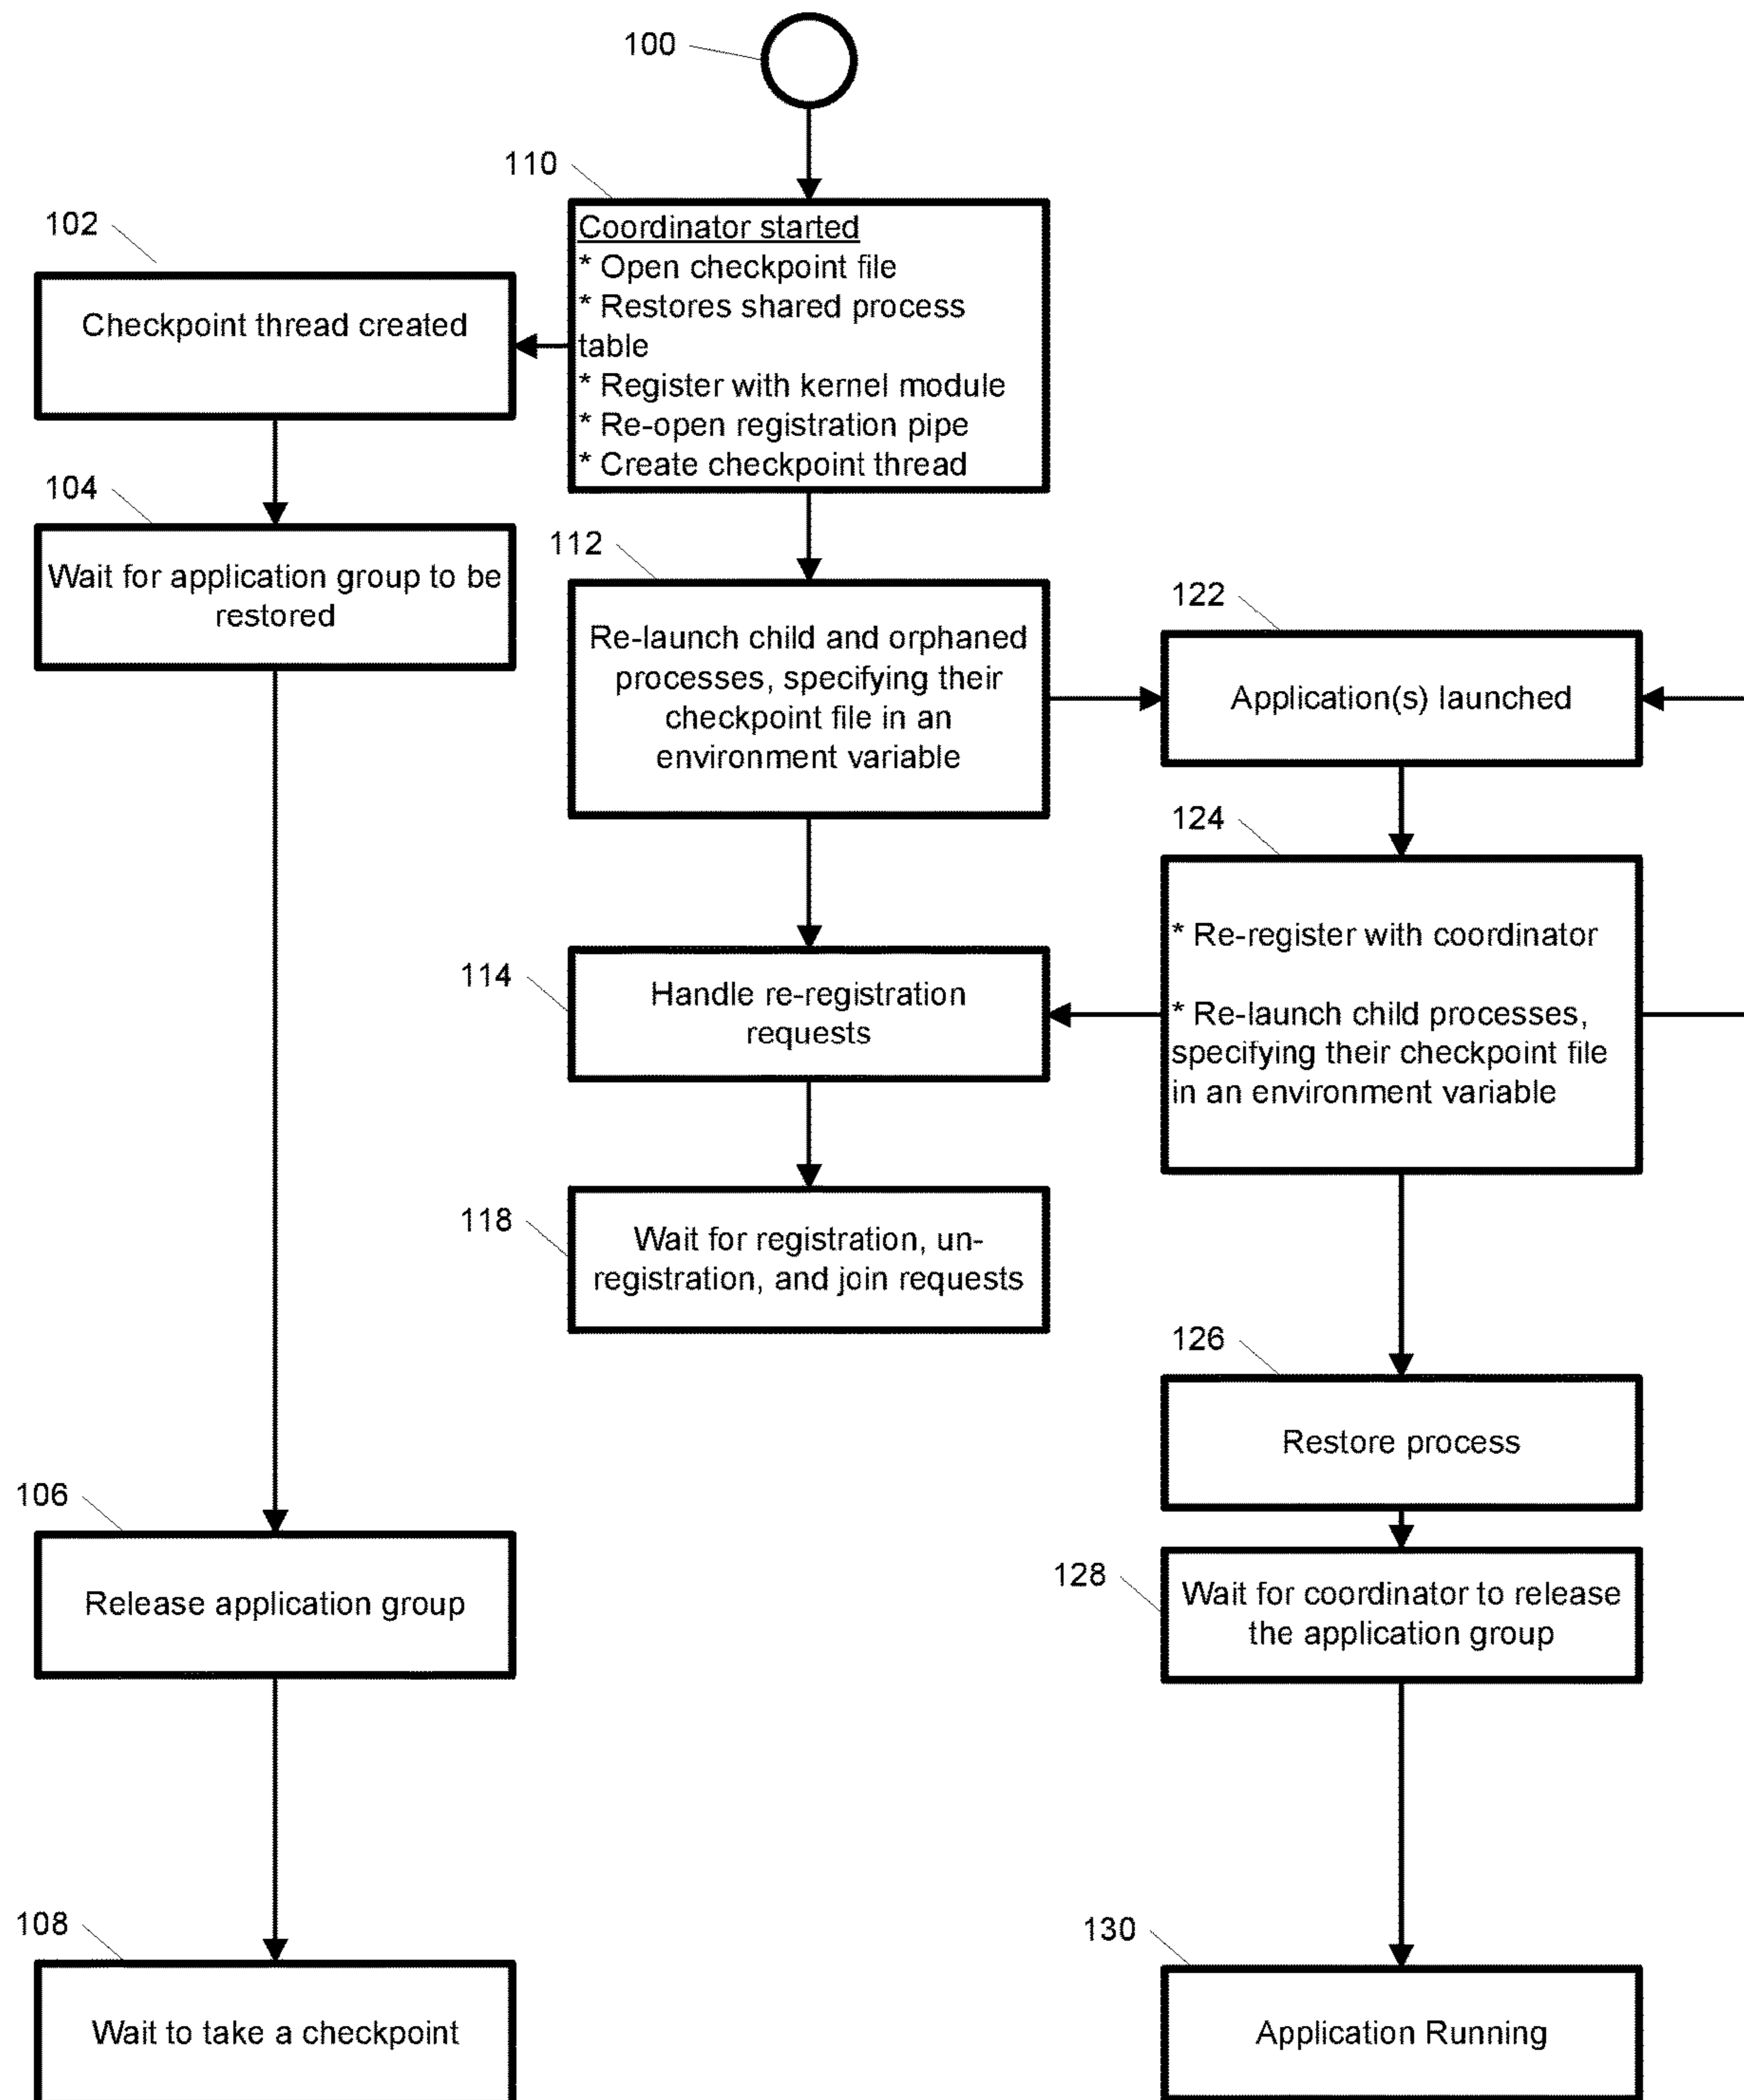 100
110
Coordinator started
* Open checkpoint file
* Restores shared process
table
* Register with kernel module
* Re-open registration pipe
* Create checkpoint thread
102
Checkpoint thread created
104
Wait for application group to be
restored
112
Re-launch child and orphaned
processes, specifying their
checkpoint file in an
environment variable
122
Application(s) launched
124
* Re-register with coordinator
* Re-launch child processes,
specifying their checkpoint file
in an environment variable
114
Handle re-registration
requests
118
Wait for registration, un-
registration, and join requests
126
Restore process
106
Release application group
128
Wait for coordinator to release
the application group
108
Wait to take a checkpoint
130
Application Running